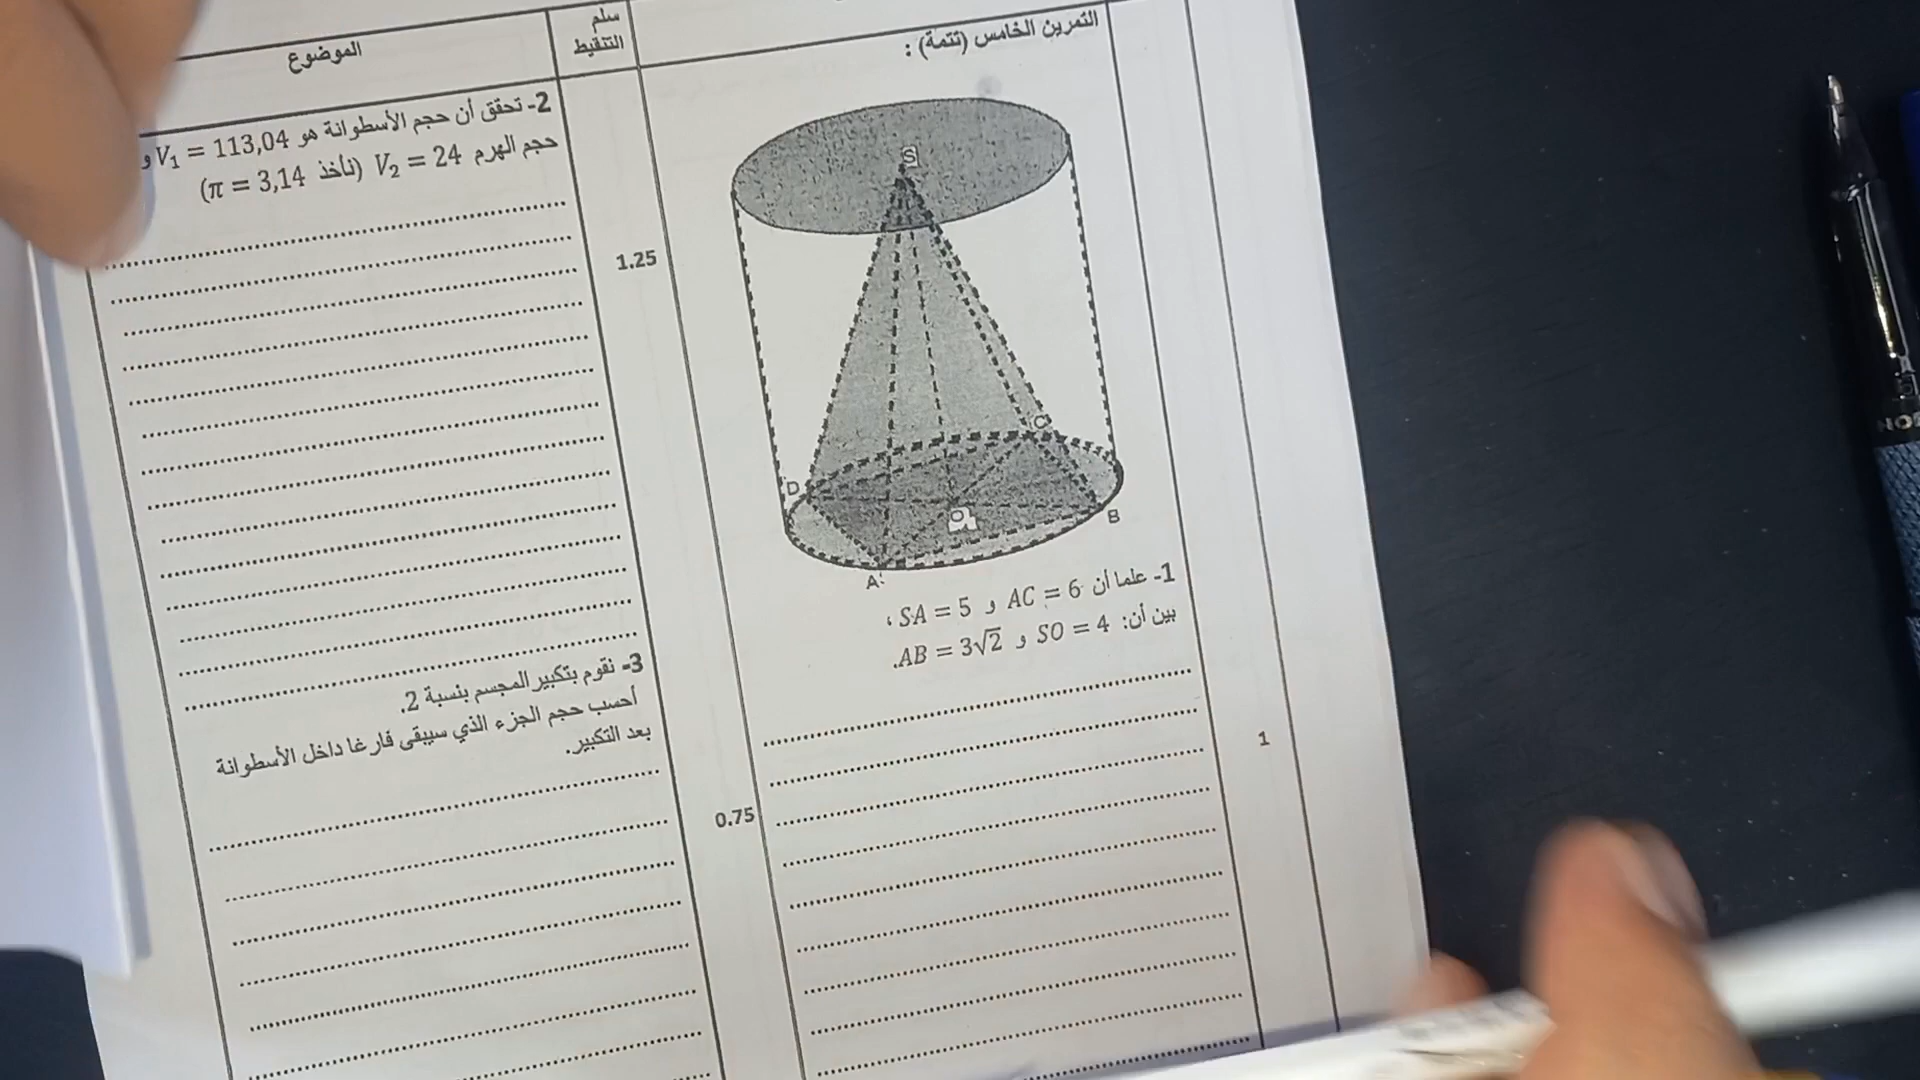 التمرين الخامس (تتمة) :
S
D
C
O
A
B
1- علما أن AC = 6 و SA = 5 ،
بين أن: SO = 4 و AB = 3√2.
1
سلم
التنقيط
الموضوع
2- تحقق أن حجم الأسطوانة هو V₁ = 113,04 و
حجم الهرم V₂ = 24 (نأخذ π = 3,14)
1.25
3- نقوم بتكبير المجسم بنسبة 2.
أحسب حجم الجزء الذي سيبقى فارغا داخل الأسطوانة
بعد التكبير.
0.75